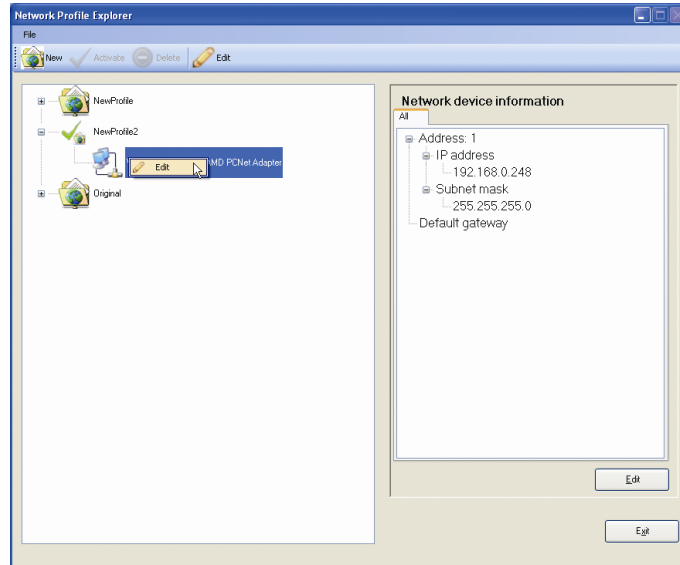 Network Profile Explorer
File
New Activate Delete Edit
NewProfile
NewProfile2
Edit
MD PCNet Adapter
Original
Network device information
All
Address: 1
IP address
192.168.0.248
Subnet mask
255.255.255.0
Default gateway
Edit
Exit